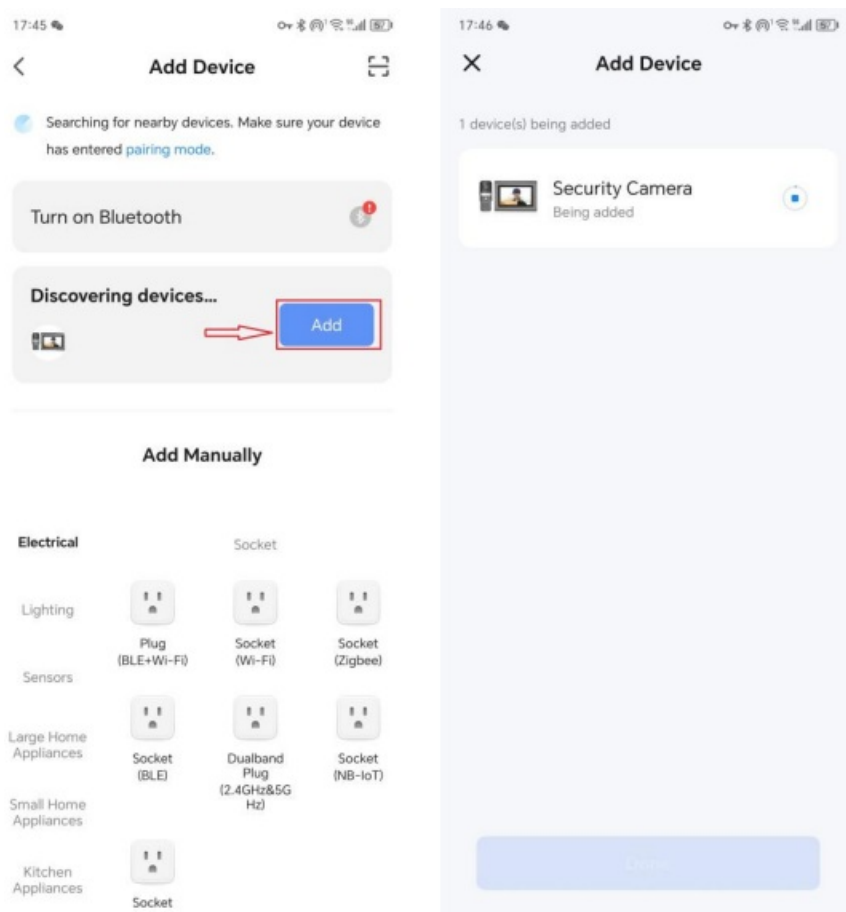 17:45
Add Device
Searching for nearby devices. Make sure your device
has entered pairing mode.
Turn on Bluetooth
Discovering devices...
Add
Add Manually
Electrical
Socket
Lighting
Plug
(BLE+Wi-Fi)
Socket
(Wi-Fi)
Socket
(Zigbee)
Sensors
Large Home
Appliances
Socket
(BLE)
Dualband
Plug
(2.4GHz&5G
Hz)
Socket
(NB-IoT)
Small Home
Appliances
Kitchen
Appliances
Socket
17:46
Add Device
1 device(s) being added
Security Camera
Being added
Done